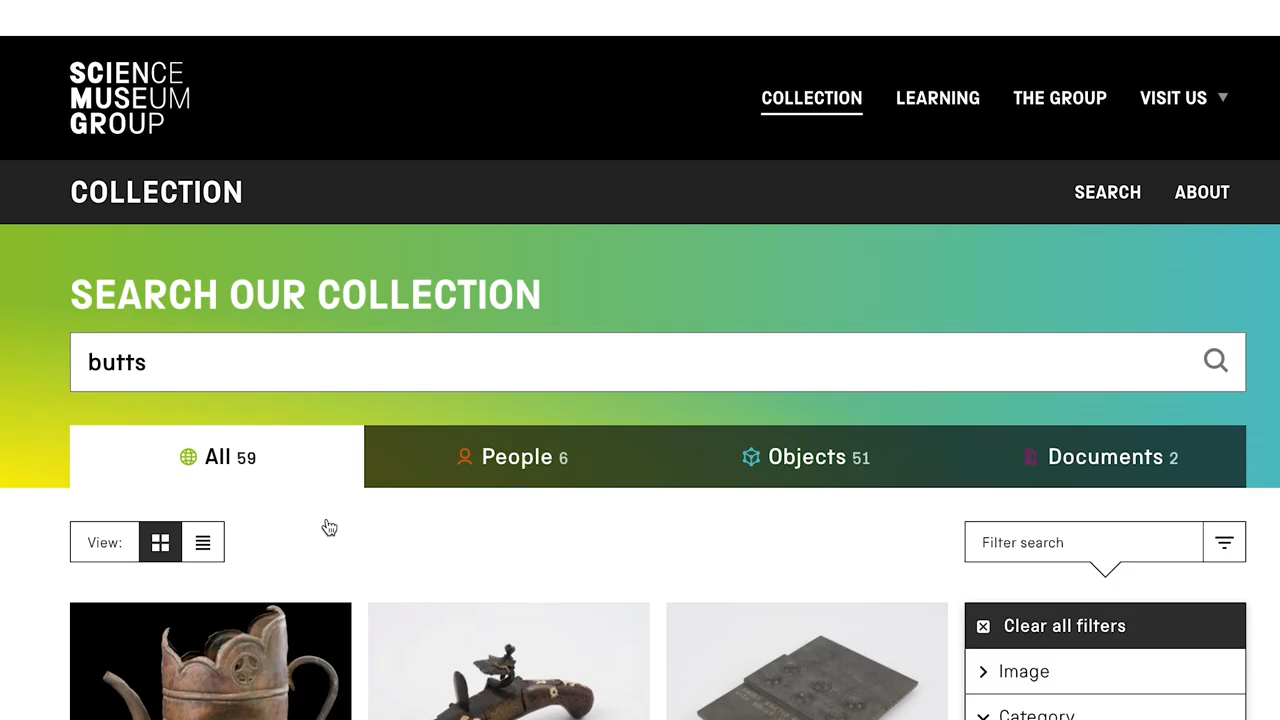 SCIENCE
MUSEUM
GROUP
COLLECTION LEARNING THE GROUP VISIT US
COLLECTION
SEARCH ABOUT
SEARCH OUR COLLECTION
butts
All 59
People 6
Objects 51
Documents 2
View:
Filter search
Clear all filters
Image
Category